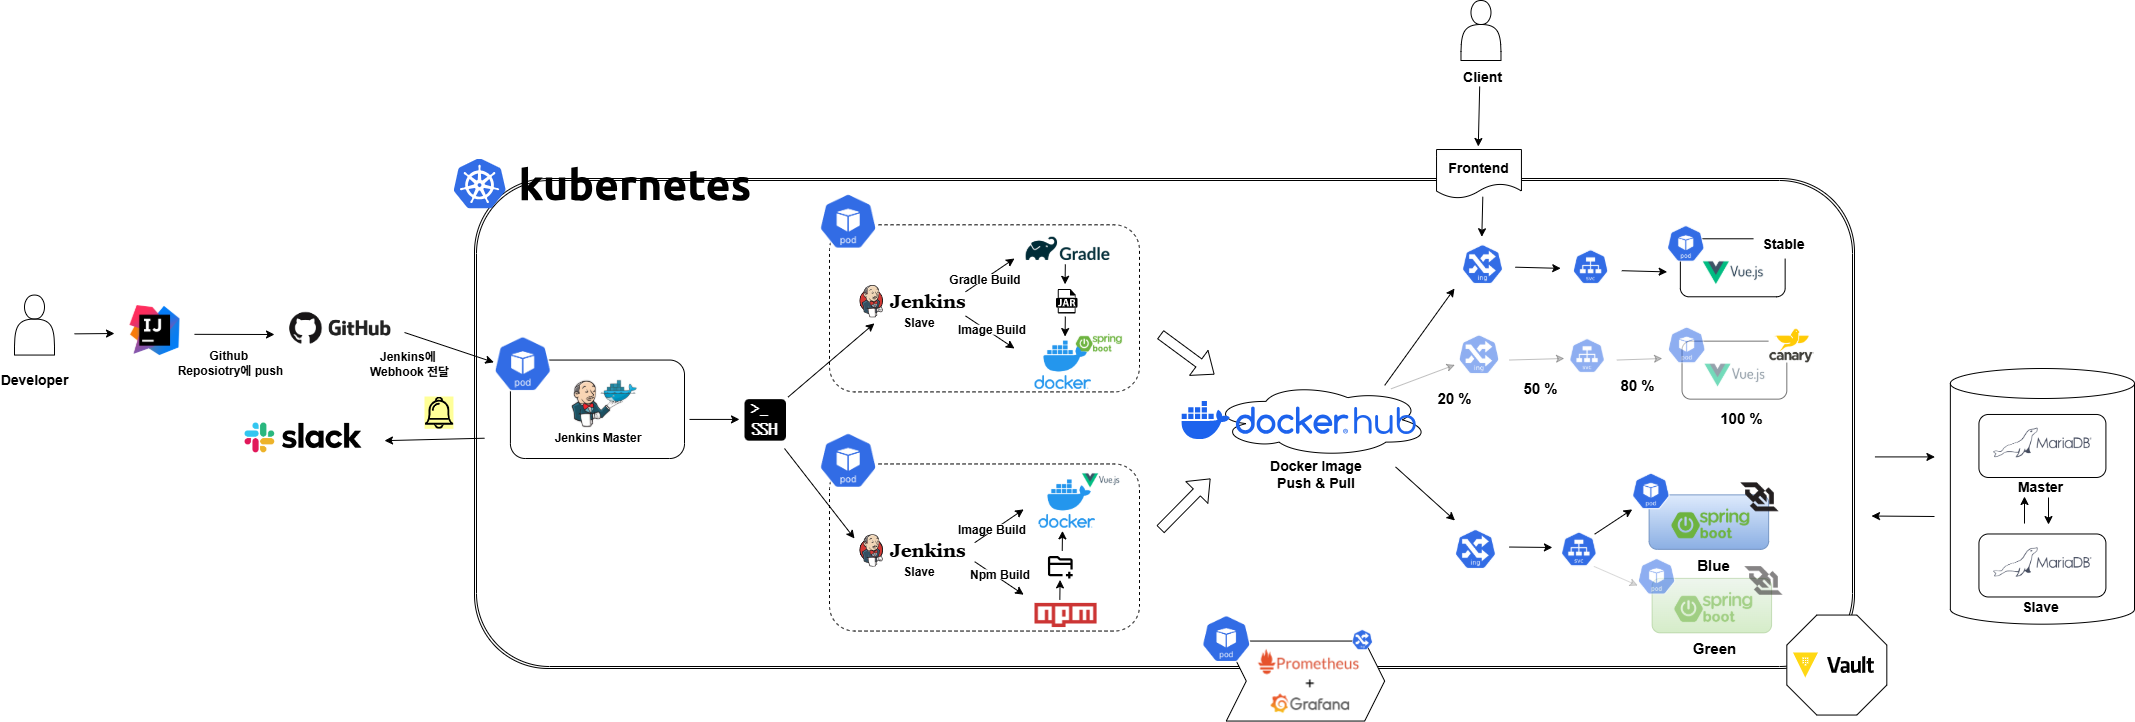 Client
Frontend
kubernetes
pod
Gradle
Gradle Build
JAR
Jenkins
Slave
Image Build
spring
boot
docker
ing
svc
pod
Stable
Vue.js
Developer
IJ
Github
Reposiotry에 push
GitHub
Jenkins에
Webhook 전달
pod
Jenkins Master
slack
>_
SSH
20 %
50 %
80 %
ing
svc
pod
Vue.js
canary
100 %
docker.hub
Docker Image
Push & Pull
pod
Vue.js
docker
Image Build
Jenkins
Slave
Npm Build
npm
ing
svc
pod
spring
boot
Blue
pod
spring
boot
Green
MariaDB
Master
MariaDB
Slave
pod
ing
Prometheus
+
Grafana
Vault